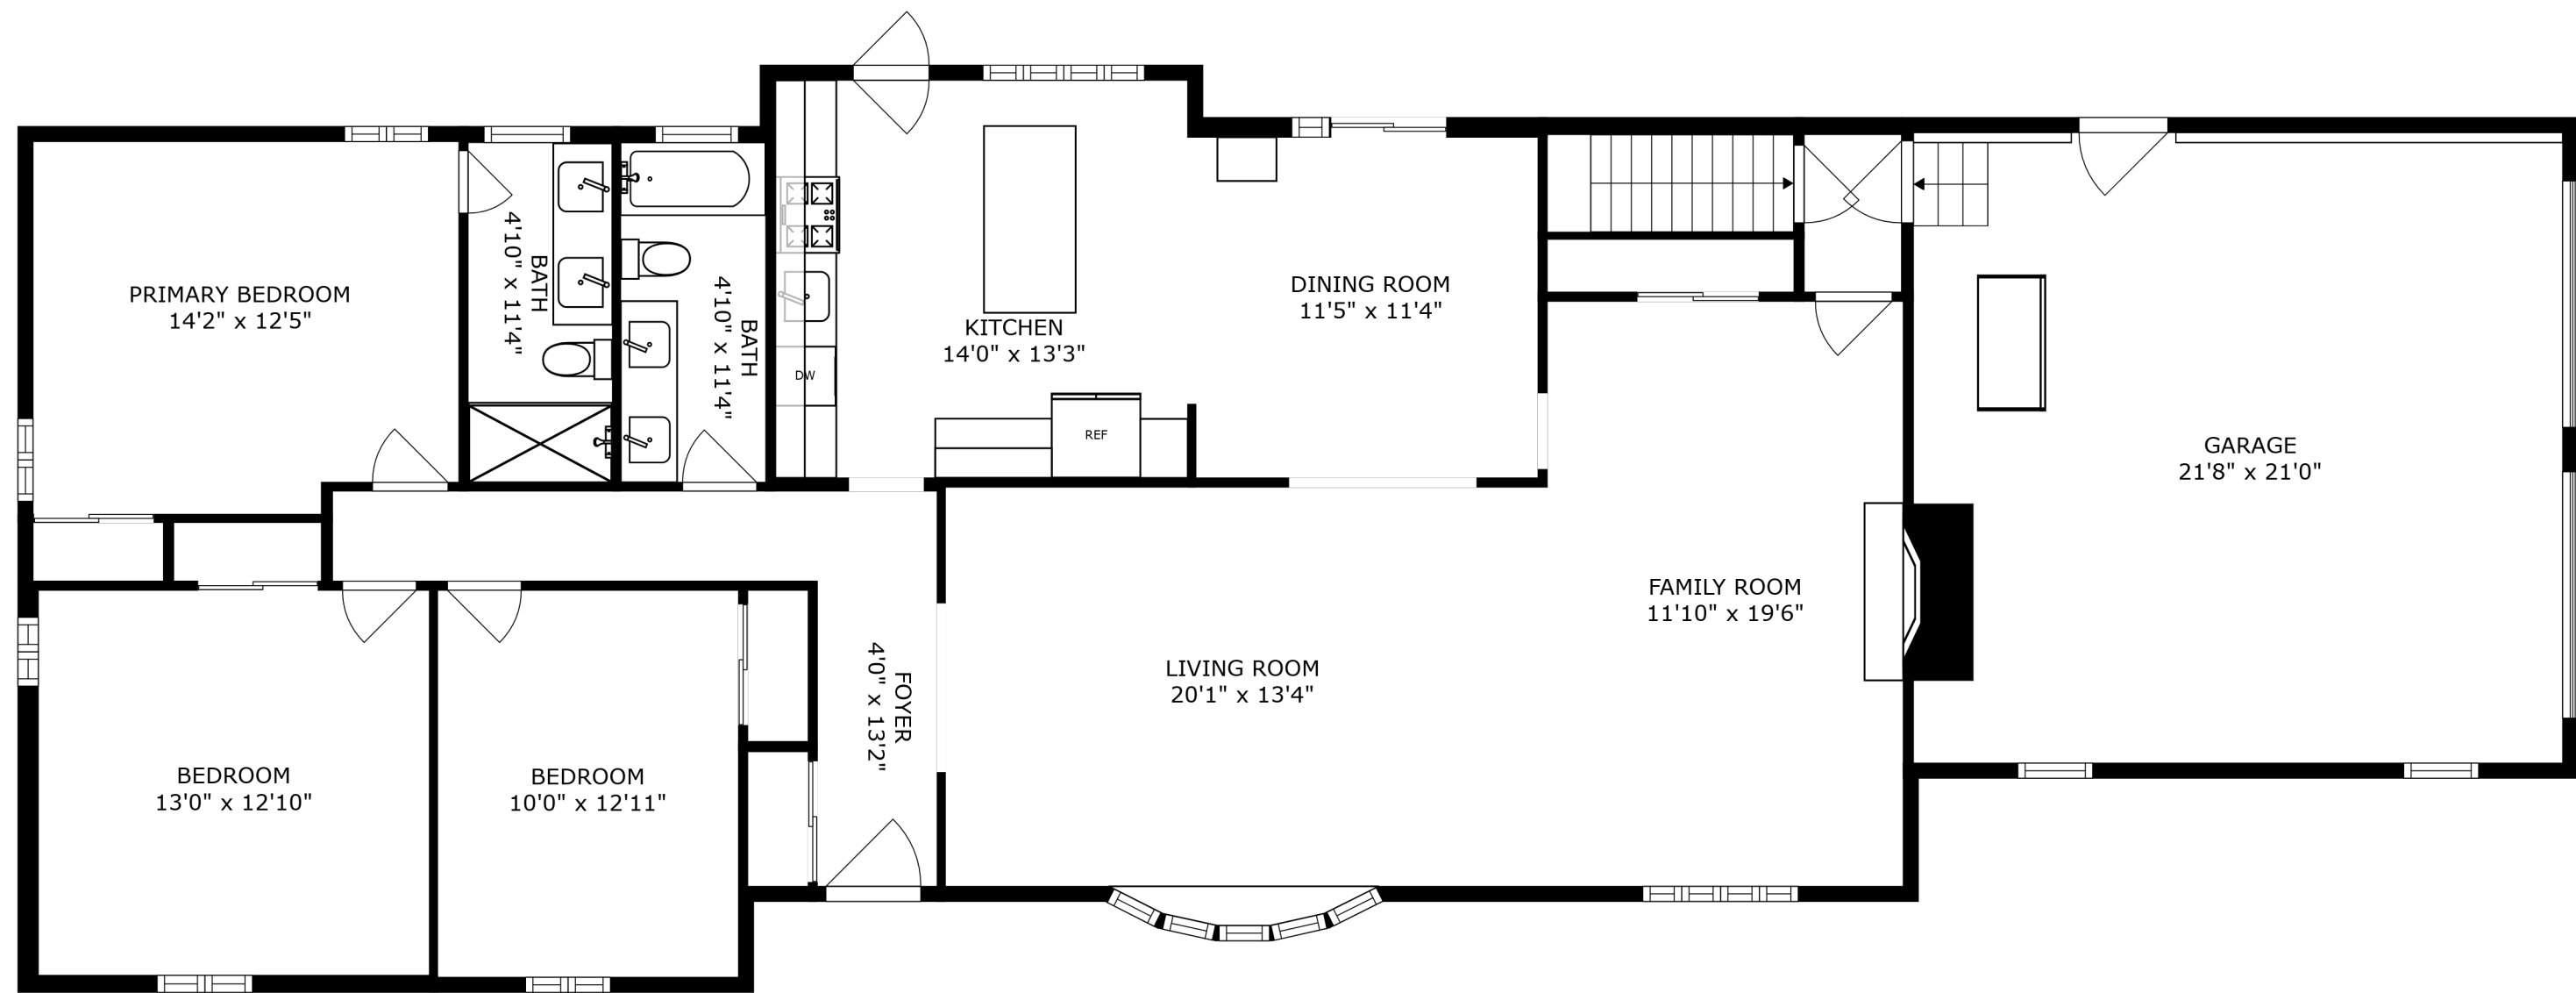 PRIMARY BEDROOM
14'2" x 12'5"
BATH
4'10" x 11'4"
BATH
4'10" x 11'4"
DW
KITCHEN
14'0" x 13'3"
REF
DINING ROOM
11'5" x 11'4"
GARAGE
21'8" x 21'0"
FAMILY ROOM
11'10" x 19'6"
LIVING ROOM
20'1" x 13'4"
FOYER
4'0" x 13'2"
BEDROOM
13'0" x 12'10"
BEDROOM
10'0" x 12'11"